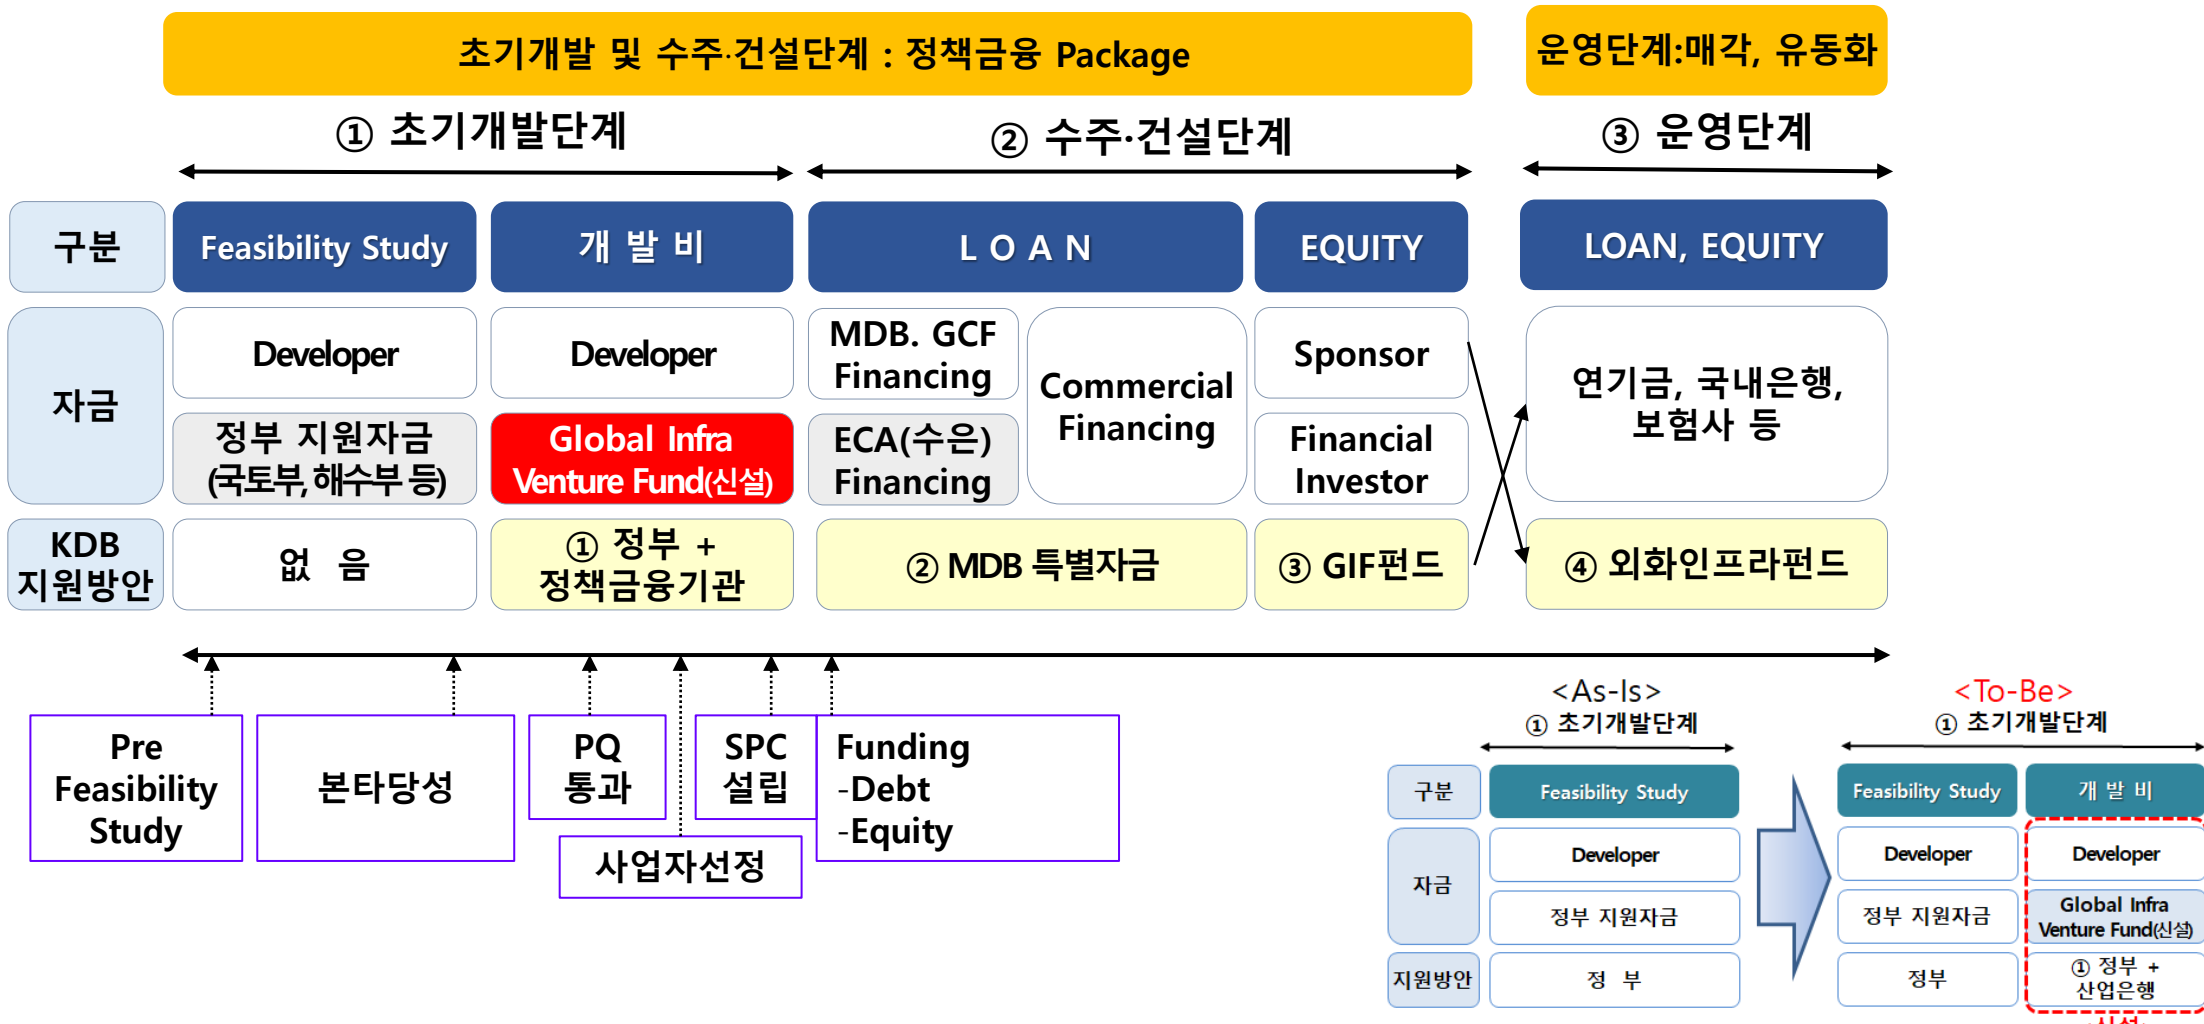 초기개발 및 수주·건설단계 : 정책금융 Package
운영단계:매각, 유동화
① 초기개발단계
② 수주·건설단계
③ 운영단계
구분
Feasibility Study
개 발 비
L O A N
EQUITY
LOAN, EQUITY
자금
Developer
정부 지원자금
(국토부, 해수부 등)
Developer
Global Infra
Venture Fund(신설)
MDB. GCF
Financing
ECA(수은)
Financing
Commercial
Financing
Sponsor
Financial
Investor
연기금, 국내은행,
보험사 등
KDB
지원방안
없 음
① 정부 +
정책금융기관
② MDB 특별자금
③ GIF펀드
④ 외화인프라펀드
Pre
Feasibility
Study
본타당성
PQ
통과
사업자선정
SPC
설립
Funding
-Debt
-Equity
<As-Is>
① 초기개발단계
구분
Feasibility Study
자금
Developer
정부 지원자금
지원방안
정 부
<To-Be>
① 초기개발단계
Feasibility Study
개 발 비
Developer
Developer
정부 지원자금
Global Infra
Venture Fund(신설)
정부
① 정부 +
산업은행